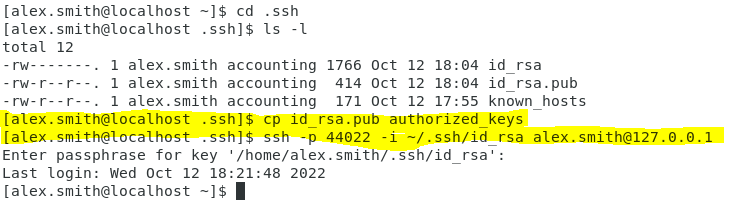 [alex.smith@localhost ~]$ cd .ssh
[alex.smith@localhost .ssh]$ ls -l
total 12
-rw-------. 1 alex.smith accounting 1766 Oct 12 18:04 id_rsa
-rw-r--r--. 1 alex.smith accounting  414 Oct 12 18:04 id_rsa.pub
-rw-r--r--. 1 alex.smith accounting  171 Oct 12 17:55 known_hosts
[alex.smith@localhost .ssh]$ cp id_rsa.pub authorized_keys
[alex.smith@localhost .ssh]$ ssh -p 44022 -i ~/.ssh/id_rsa alex.smith@127.0.0.1
Enter passphrase for key '/home/alex.smith/.ssh/id_rsa':
Last login: Wed Oct 12 18:21:48 2022
[alex.smith@localhost ~]$